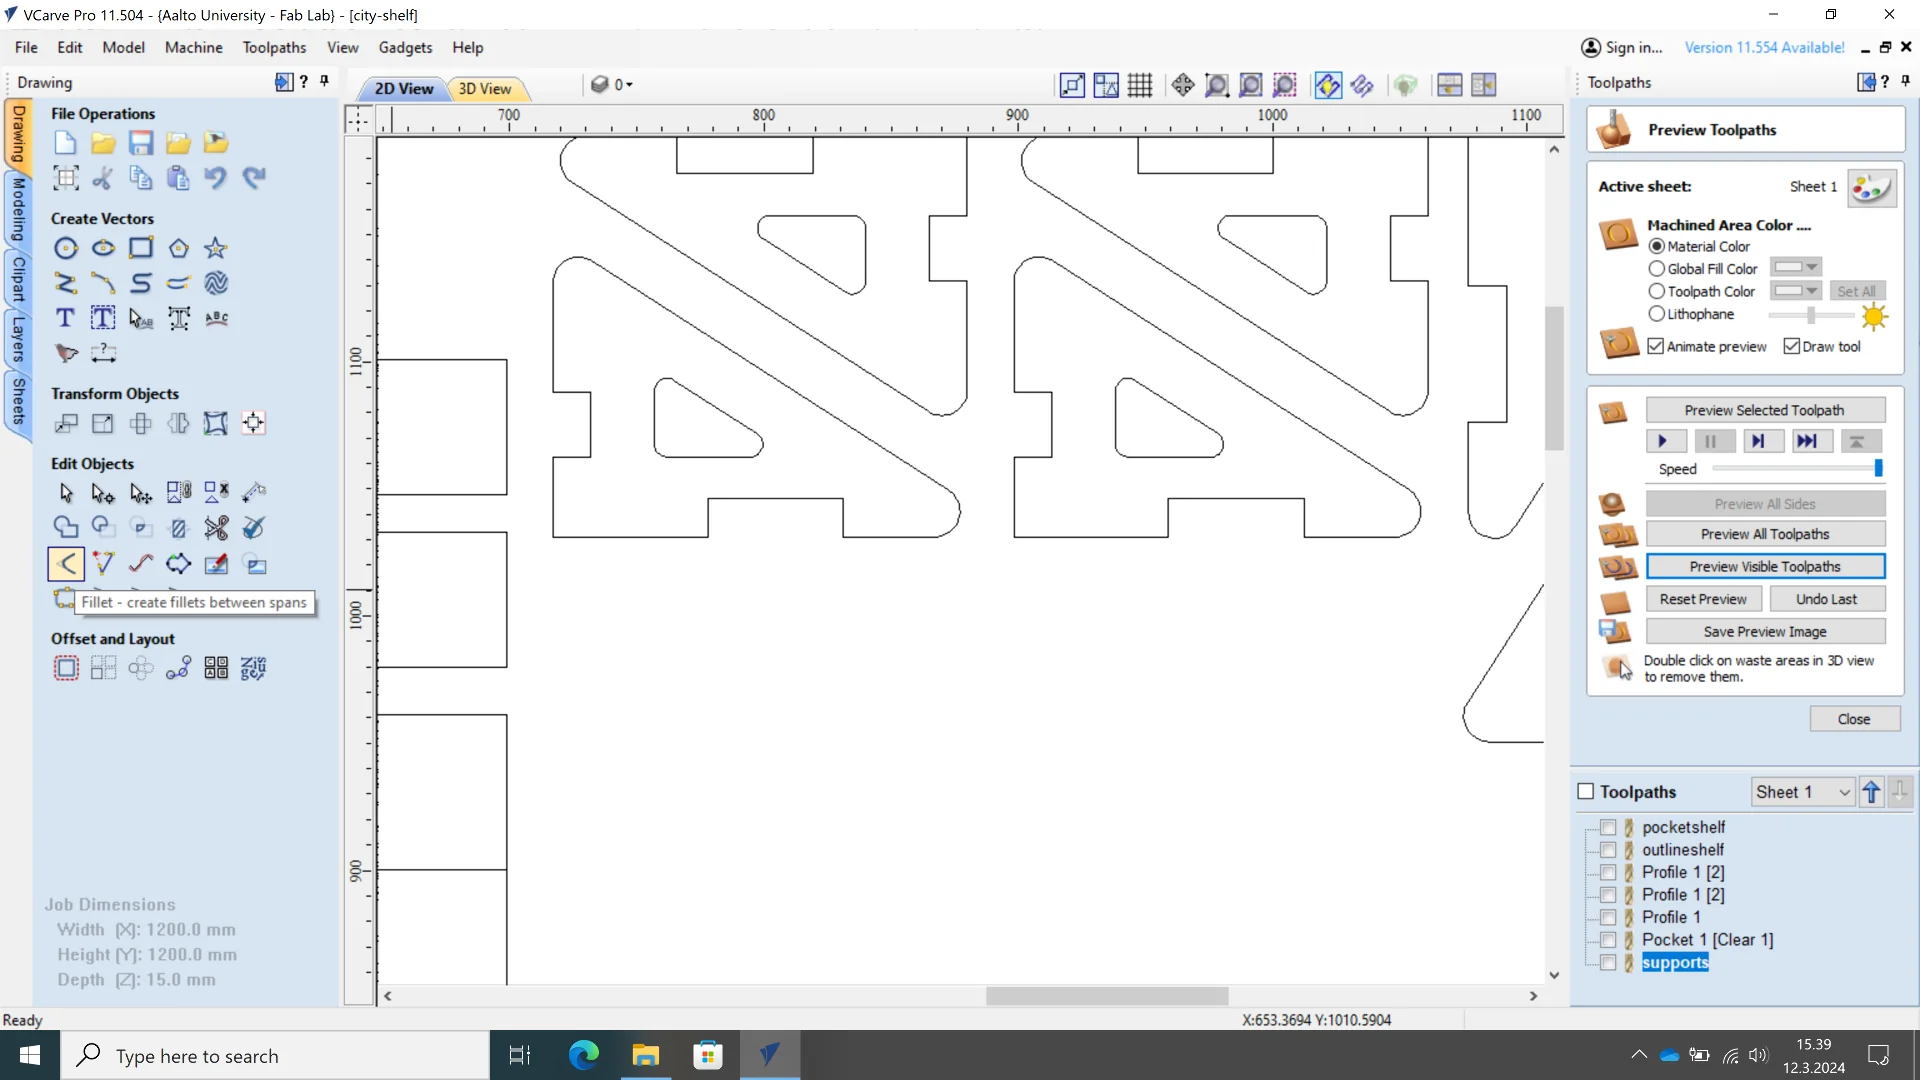 VCarve Pro 11.504 - {Aalto University - Fab Lab} - [city-shelf]
File Edit Model Machine Toolpaths View Gadgets Help
Sign in... Version 11.554 Available!
Drawing
2D View 3D View
0
Toolpaths
Drawing
Modeling
Clipart
Layers
Sheets
File Operations
Create Vectors
Transform Objects
Edit Objects
Fillet - create fillets between spans
Offset and Layout
Job Dimensions
Width (X): 1200.0 mm
Height (Y): 1200.0 mm
Depth (Z): 15.0 mm
700 800 900 1000 1100
1100
1000
900
Preview Toolpaths
Active sheet: Sheet 1
Machined Area Color ....
Material Color
Global Fill Color
Toolpath Color Set All
Lithophane
Animate preview Draw tool
Preview Selected Toolpath
Speed
Preview All Sides
Preview All Toolpaths
Preview Visible Toolpaths
Reset Preview Undo Last
Save Preview Image
Double click on waste areas in 3D view
to remove them.
Close
Toolpaths Sheet 1
pocketshelf
outlineshelf
Profile 1 [2]
Profile 1 [2]
Profile 1
Pocket 1 [Clear 1]
supports
Ready
X:653.3694 Y:1010.5904
Type here to search
15.39
12.3.2024